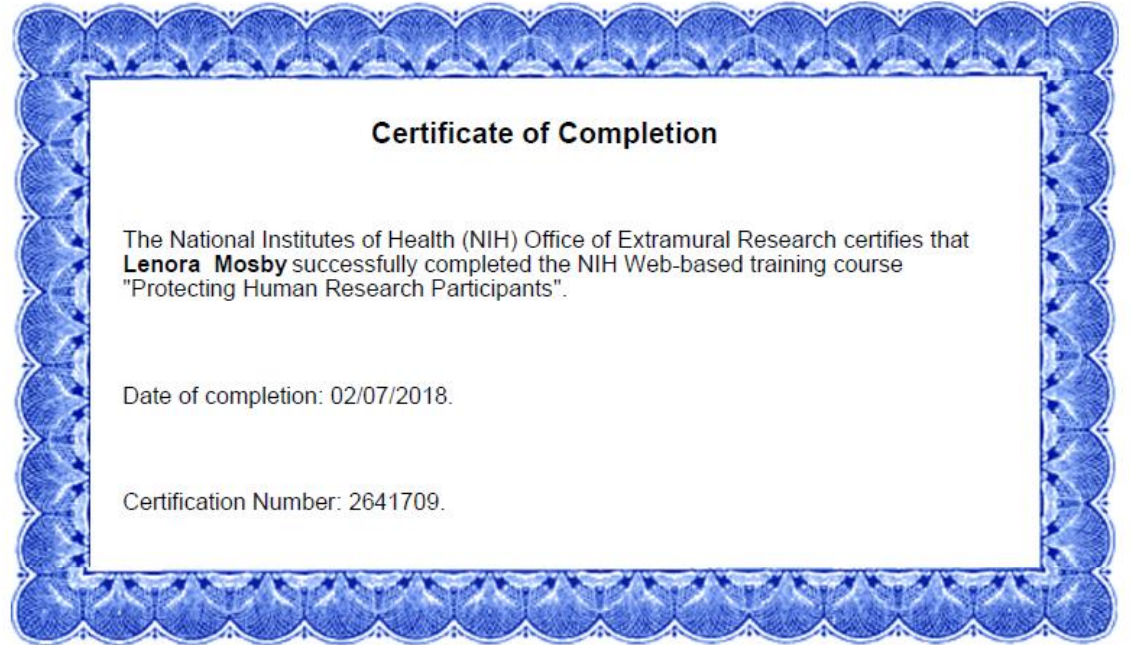 Certificate of Completion
The National Institutes of Health (NIH) Office of Extramural Research certifies that
Lenora Mosby successfully completed the NIH Web-based training course
"Protecting Human Research Participants".
Date of completion: 02/07/2018.
Certification Number: 2641709.